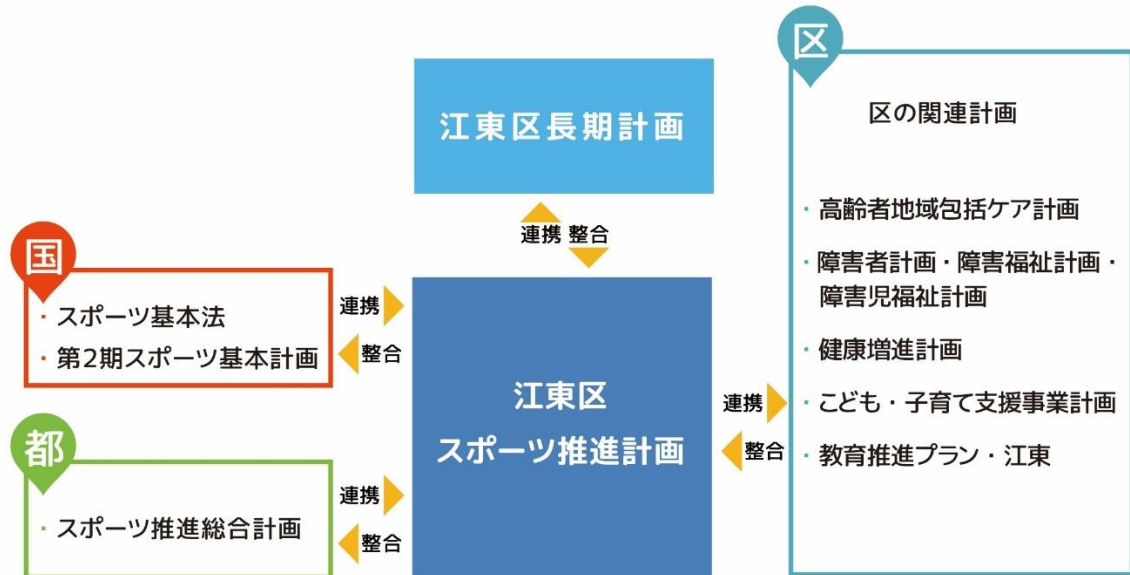 江東区長期計画
連携 整合
国
・スポーツ基本法
・第2期スポーツ基本計画
連携
整合
都
・スポーツ推進総合計画
連携
整合
江東区
スポーツ推進計画
連携
整合
区
区の関連計画
・高齢者地域包括ケア計画
・障害者計画・障害福祉計画・
障害児福祉計画
・健康増進計画
・こども・子育て支援事業計画
・教育推進プラン・江東